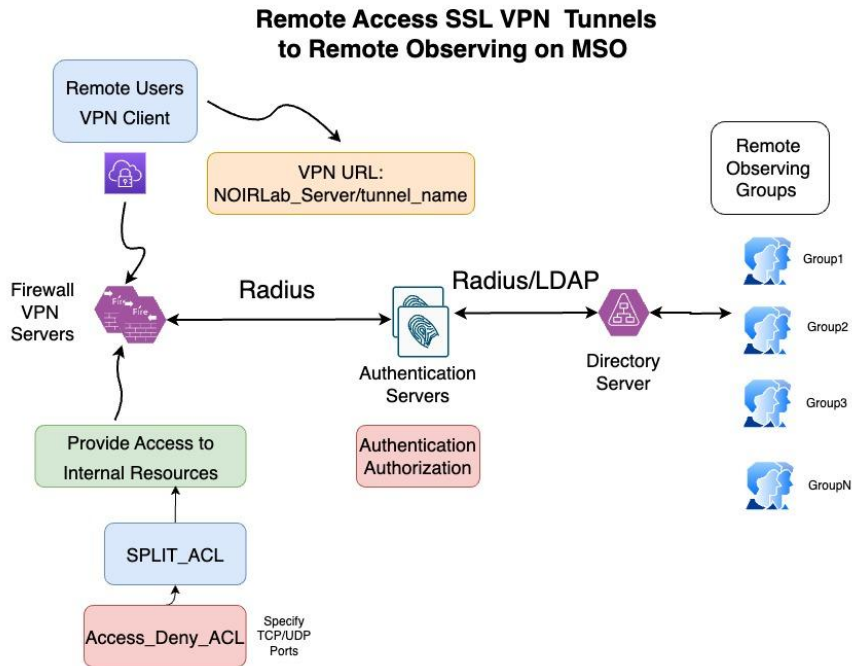 Remote Access SSL VPN Tunnels
to Remote Observing on MSO
Remote Users
VPN Client
VPN URL:
NOIRLab_Server/tunnel_name
Remote
Observing
Groups
Group1
Group2
Group3
GroupN
Firewall
VPN
Servers
Fire
Fire
Radius
Radius/LDAP
Authentication
Servers
Directory
Server
Authentication
Authorization
Provide Access to
Internal Resources
SPLIT_ACL
Access_Deny_ACL
Specify
TCP/UDP
Ports